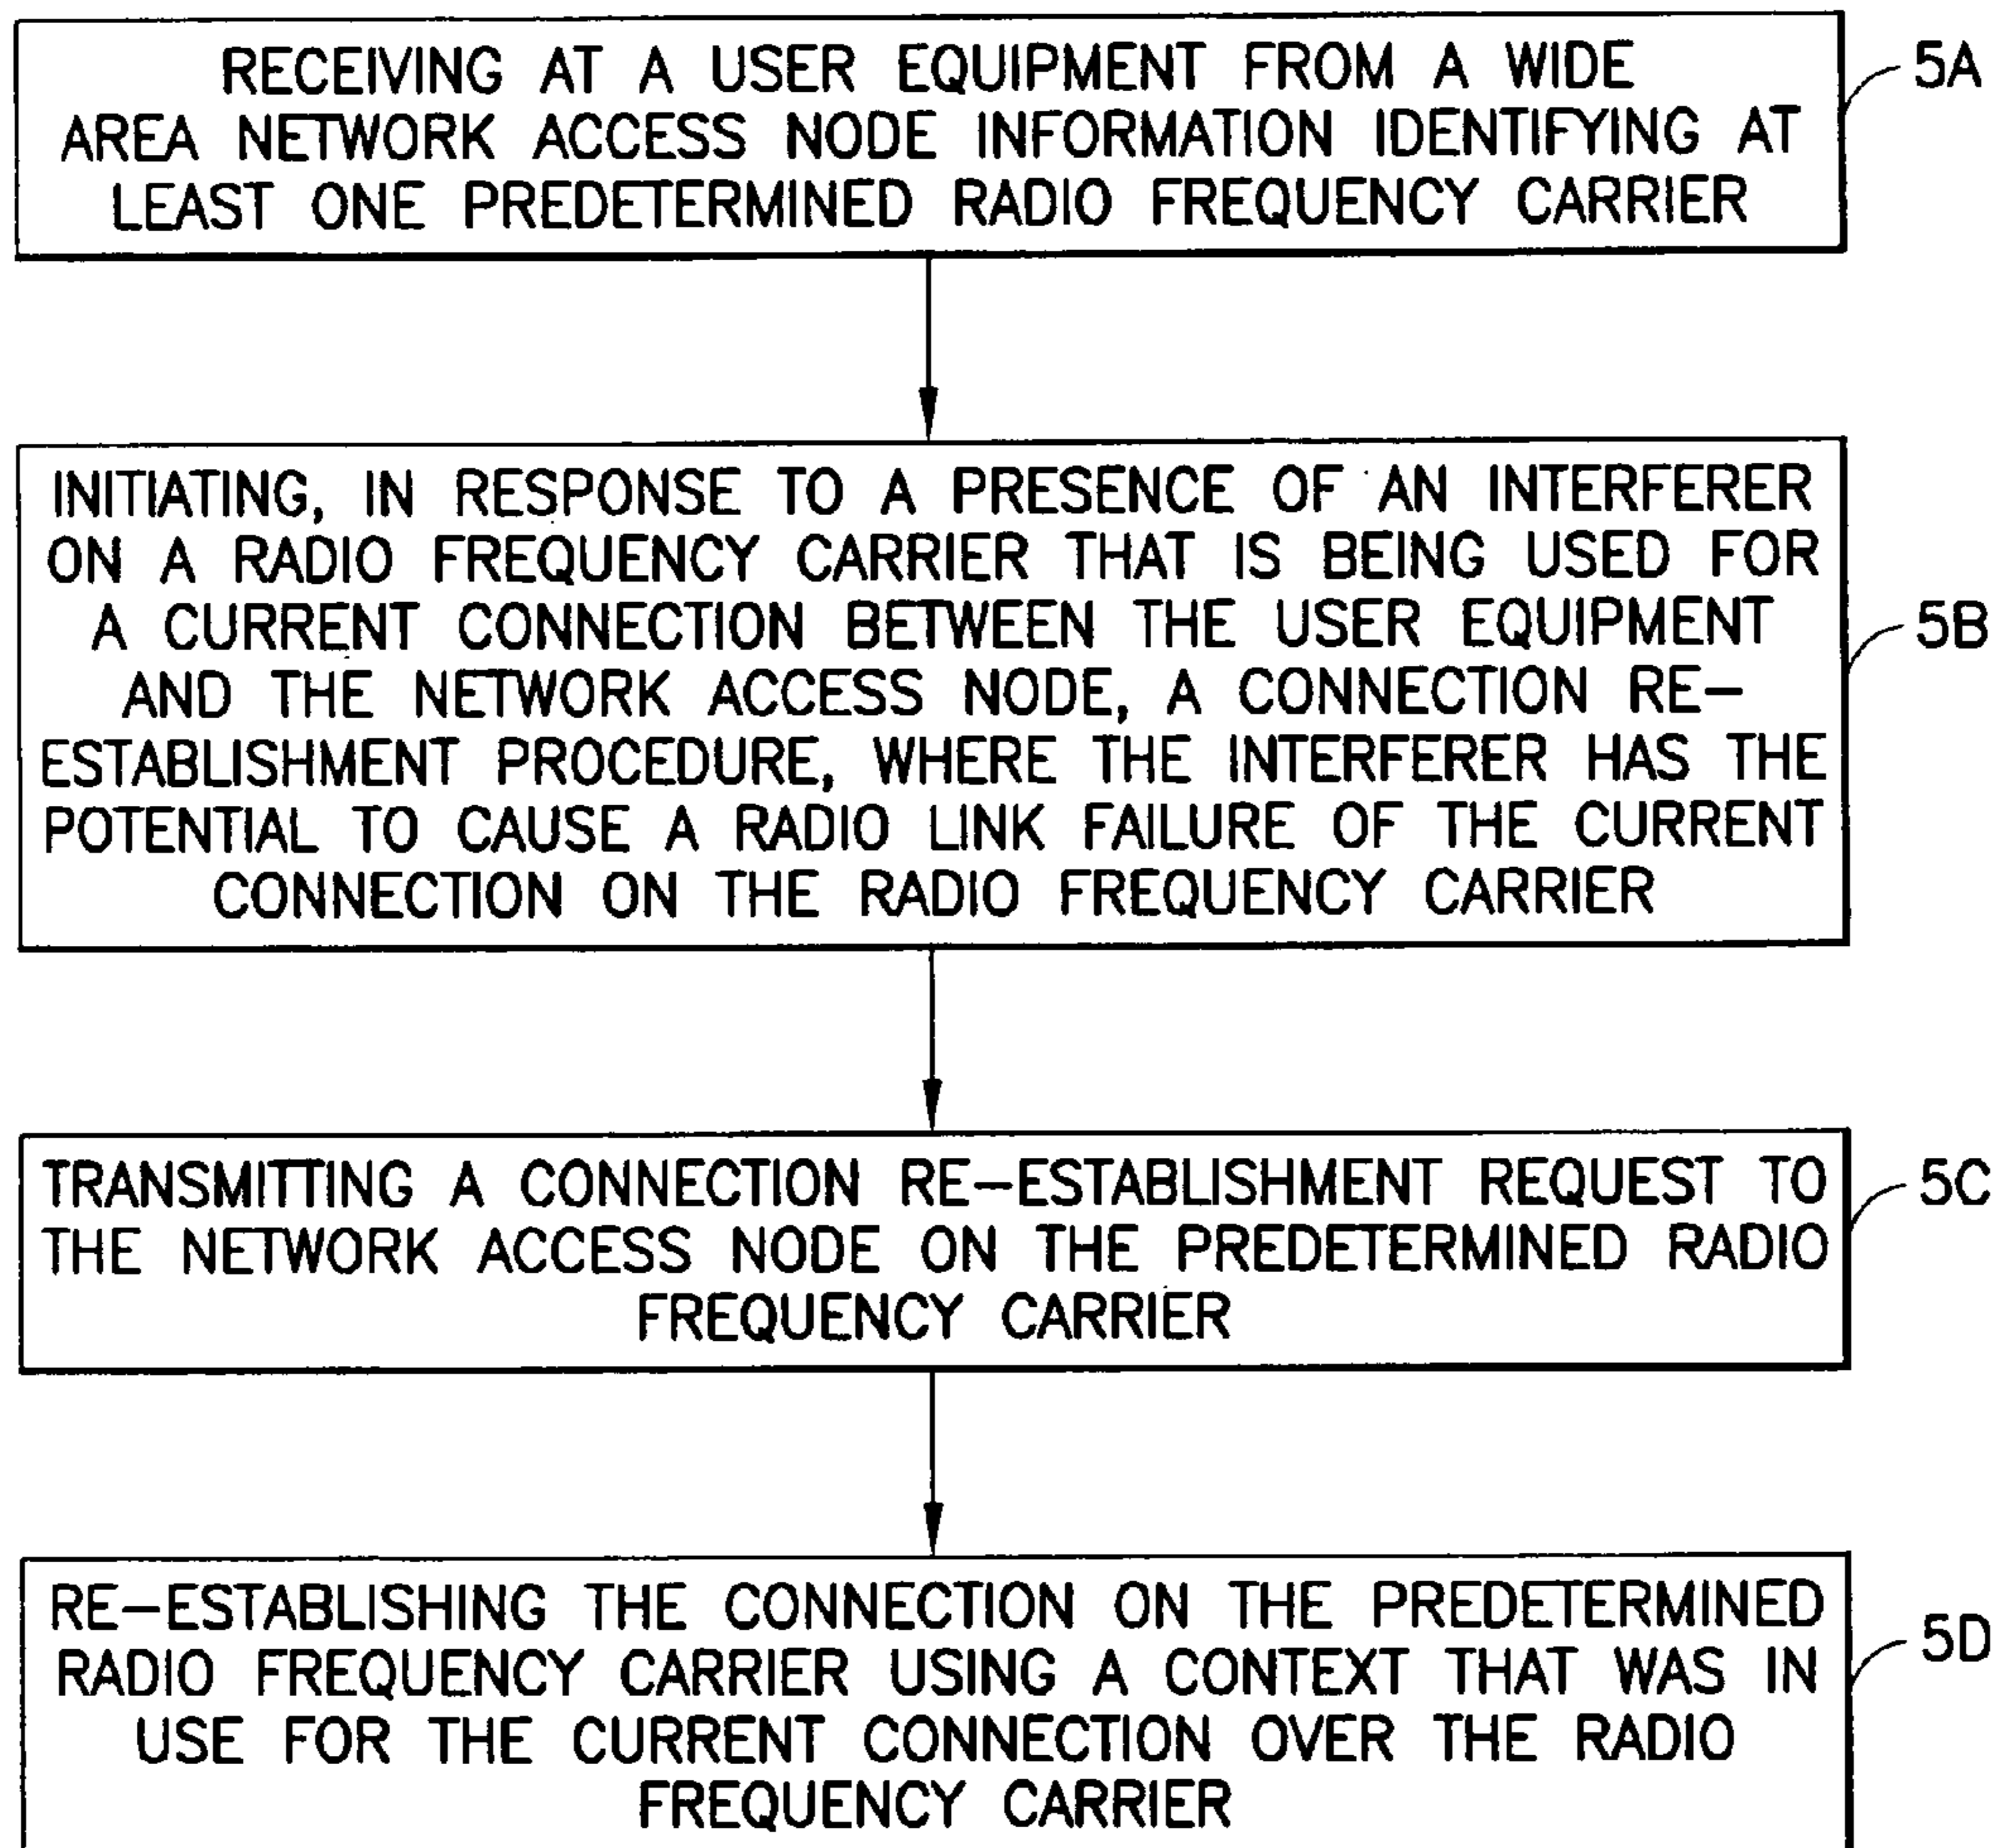 RECEIVING AT A USER EQUIPMENT FROM A WIDE
AREA NETWORK ACCESS NODE INFORMATION IDENTIFYING AT
LEAST ONE PREDETERMINED RADIO FREQUENCY CARRIER
5A
INITIATING, IN RESPONSE TO A PRESENCE OF AN INTERFERER
ON A RADIO FREQUENCY CARRIER THAT IS BEING USED FOR
A CURRENT CONNECTION BETWEEN THE USER EQUIPMENT
AND THE NETWORK ACCESS NODE, A CONNECTION RE–
ESTABLISHMENT PROCEDURE, WHERE THE INTERFERER HAS THE
POTENTIAL TO CAUSE A RADIO LINK FAILURE OF THE CURRENT
CONNECTION ON THE RADIO FREQUENCY CARRIER
5B
TRANSMITTING A CONNECTION RE–ESTABLISHMENT REQUEST TO
THE NETWORK ACCESS NODE ON THE PREDETERMINED RADIO
FREQUENCY CARRIER
5C
RE–ESTABLISHING THE CONNECTION ON THE PREDETERMINED
RADIO FREQUENCY CARRIER USING A CONTEXT THAT WAS IN
USE FOR THE CURRENT CONNECTION OVER THE RADIO
FREQUENCY CARRIER
5D